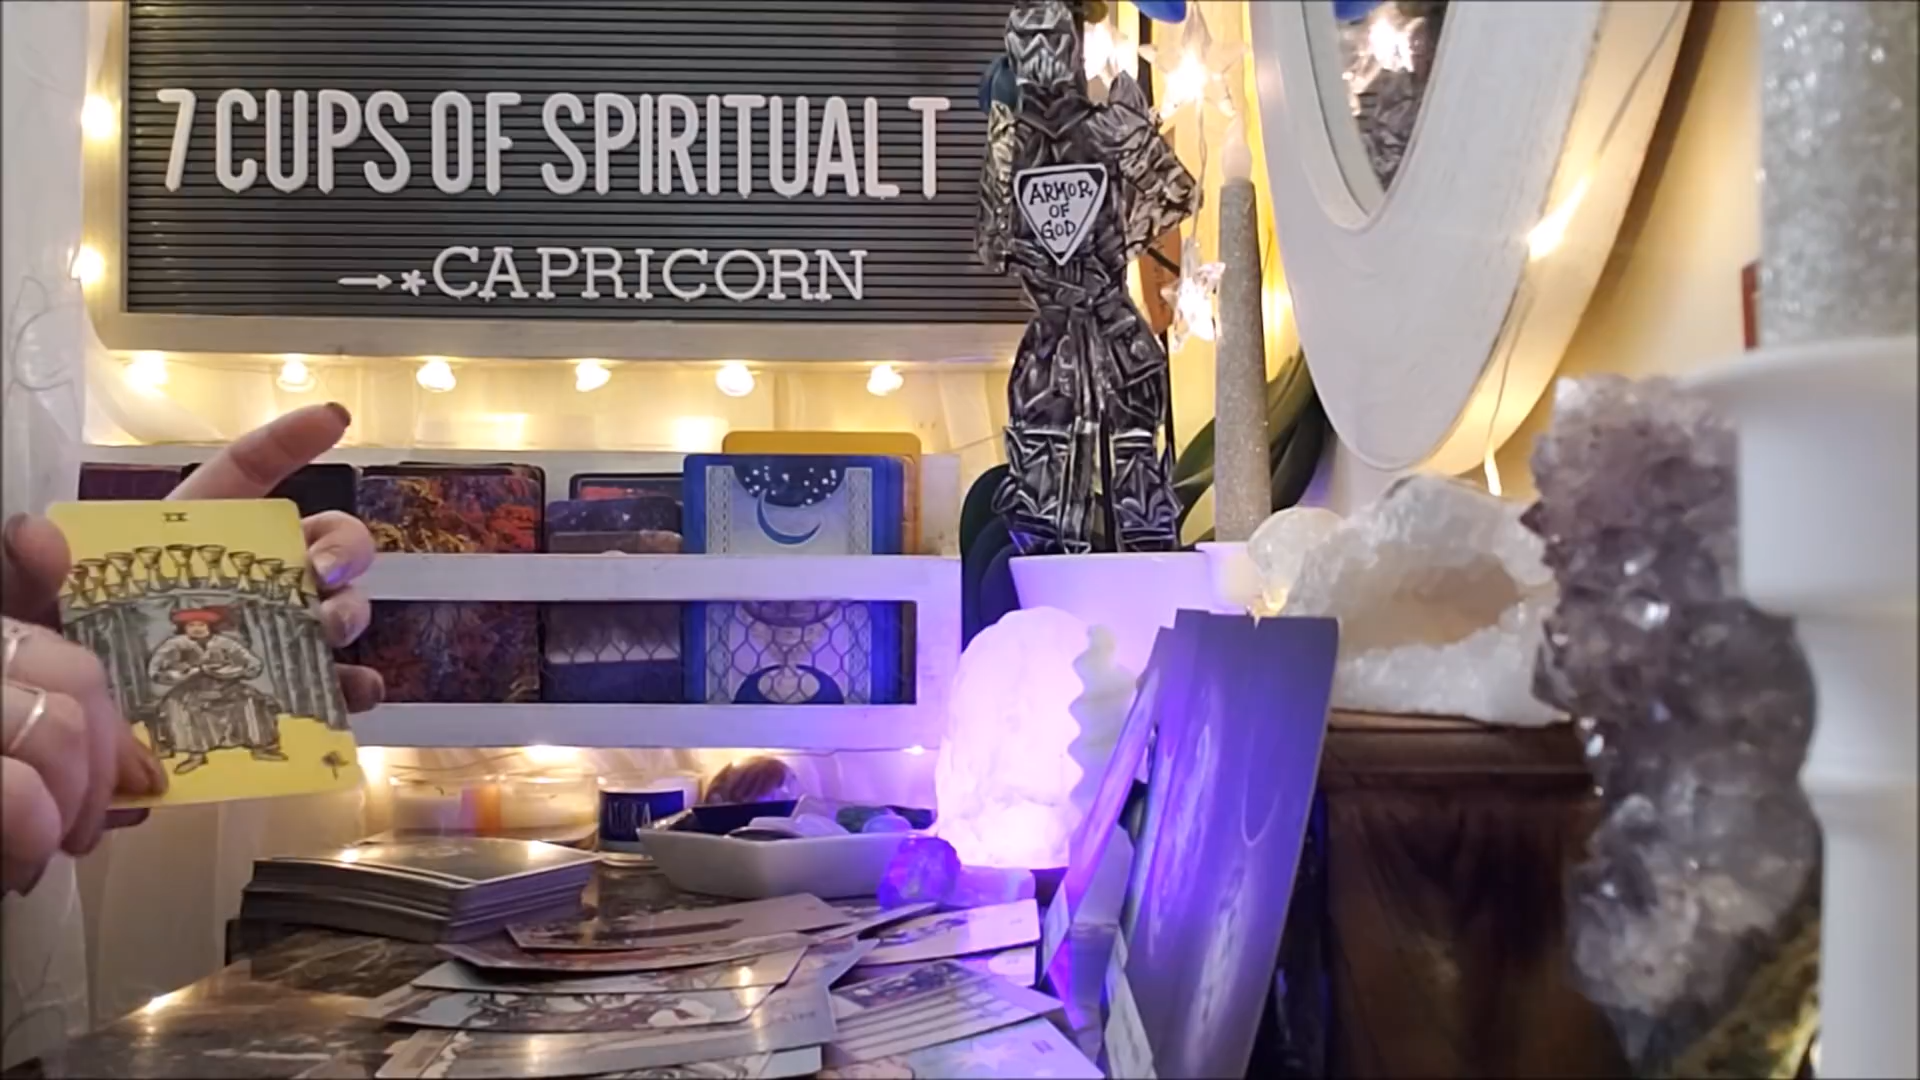 7 CUPS OF SPIRITUAL T
→*CAPRICORN
ARMOR
OF
GOD